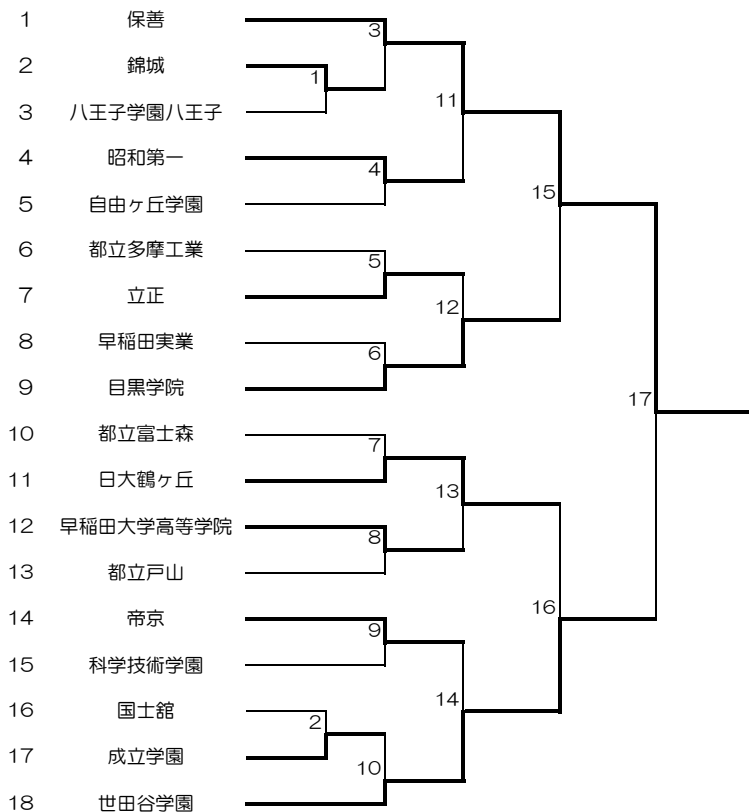 1 保善
2 錦城
3 八王子学園八王子
4 昭和第一
5 自由ヶ丘学園
6 都立多摩工業
7 立正
8 早稲田実業
9 目黒学院
10 都立富士森
11 日大鶴ヶ丘
12 早稲田大学高等学院
13 都立戸山
14 帝京
15 科学技術学園
16 国士舘
17 成立学園
18 世田谷学園
1
2
3
4
5
6
7
8
9
10
11
12
13
14
15
16
17